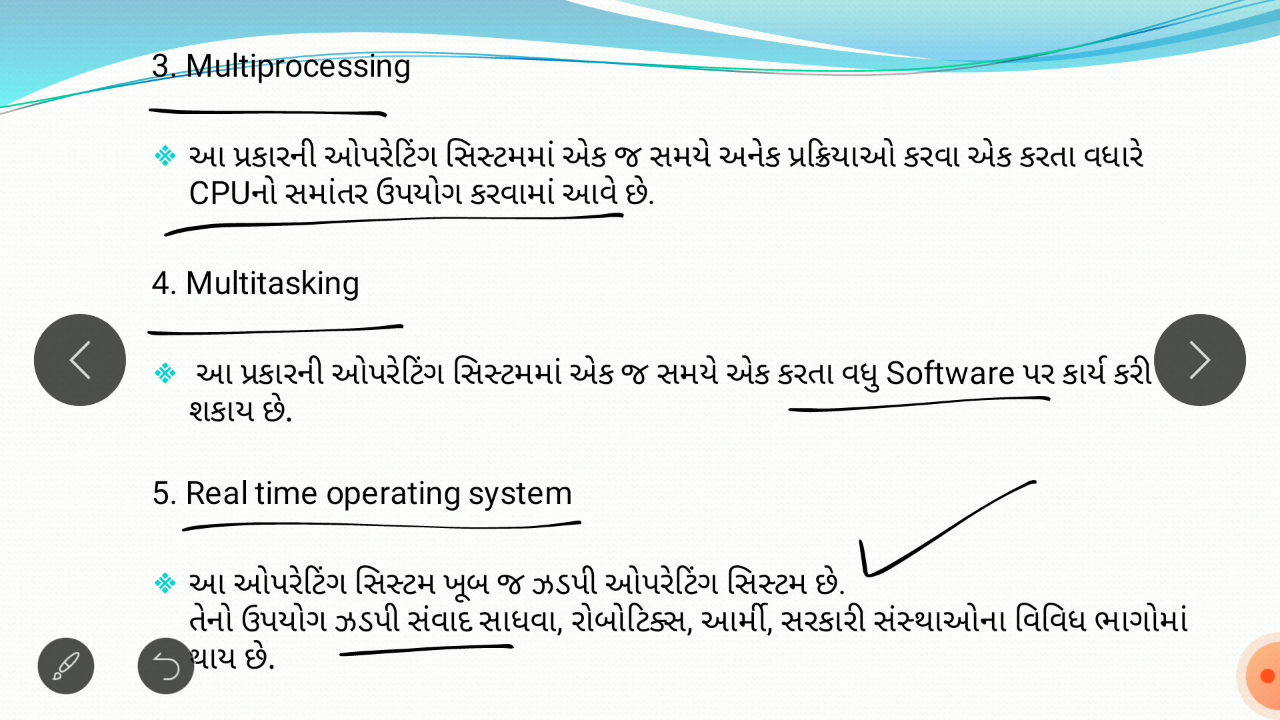 3. Multiprocessing
આ પ્રકારની ઓપરેટિંગ સિસ્ટમમાં એક જ સમયે અનેક પ્રક્રિયાઓ કરવા એક કરતા વધારે
CPUનો સમાંતર ઉપયોગ કરવામાં આવે છે.
4. Multitasking
આ પ્રકારની ઓપરેટિંગ સિસ્ટમમાં એક જ સમયે એક કરતા વધુ Software પર કાર્ય કરી
શકાય છે.
5. Real time operating system
આ ઓપરેટિંગ સિસ્ટમ ખૂબ જ ઝડપી ઓપરેટિંગ સિસ્ટમ છે.
તેનો ઉપયોગ ઝડપી સંવાદ સાધવા, રોબોટિક્સ, આર્મી, સરકારી સંસ્થાઓના વિવિધ ભાગોમાં
થાય છે.